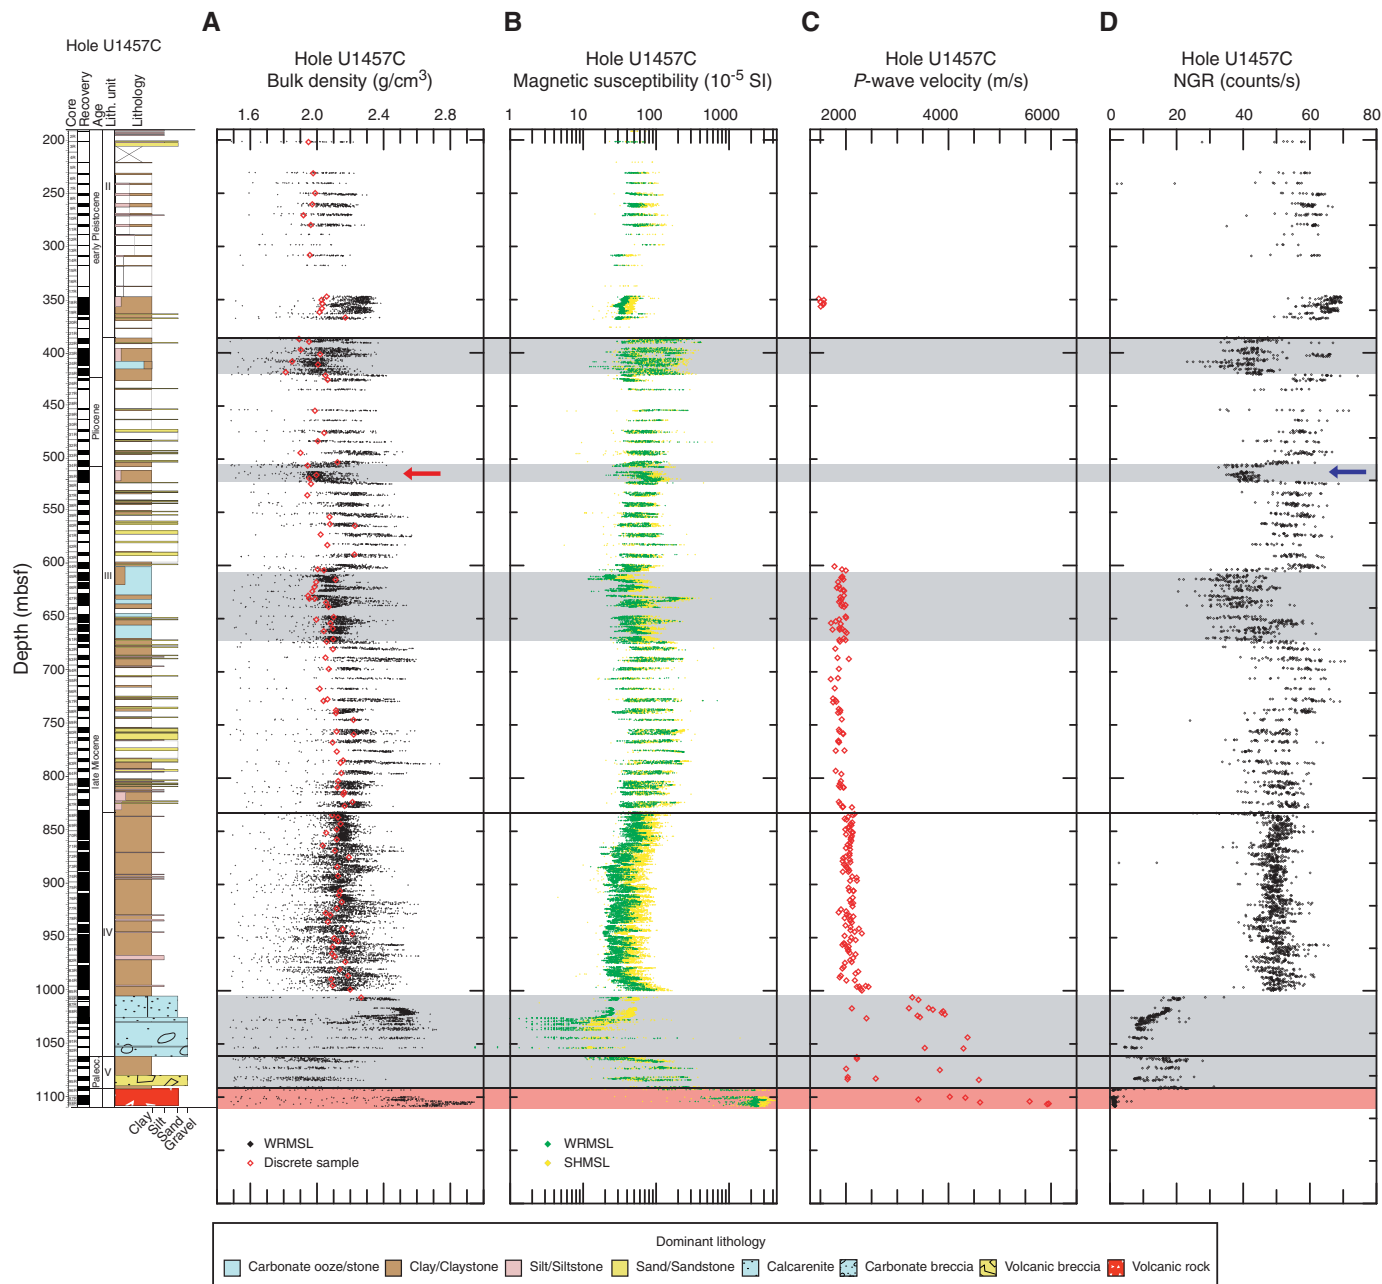 A
B
C
D
Hole U1457C
Hole U1457C
Bulk density (g/cm3)
Hole U1457C
Magnetic susceptibility (10-5 SI)
Hole U1457C
P-wave velocity (m/s)
Hole U1457C
NGR (counts/s)
Core
Recovery
Age
Lith. unit
Lithology
1.6 2.0 2.4 2.8
1 10 100 1000
2000 4000 6000
0 20 40 60 80
Depth (mbsf)
200
250
300
350
400
450
500
550
600
650
700
750
800
850
900
950
1000
1050
1100
early Pleistocene
Pliocene
late Miocene
Paleoc.
II
III
IV
V
Clay
Silt
Sand
Gravel
WRMSL
Discrete sample
WRMSL
SHMSL
Dominant lithology
Carbonate ooze/stone Clay/Claystone Silt/Siltstone Sand/Sandstone Calcarenite Carbonate breccia Volcanic breccia Volcanic rock